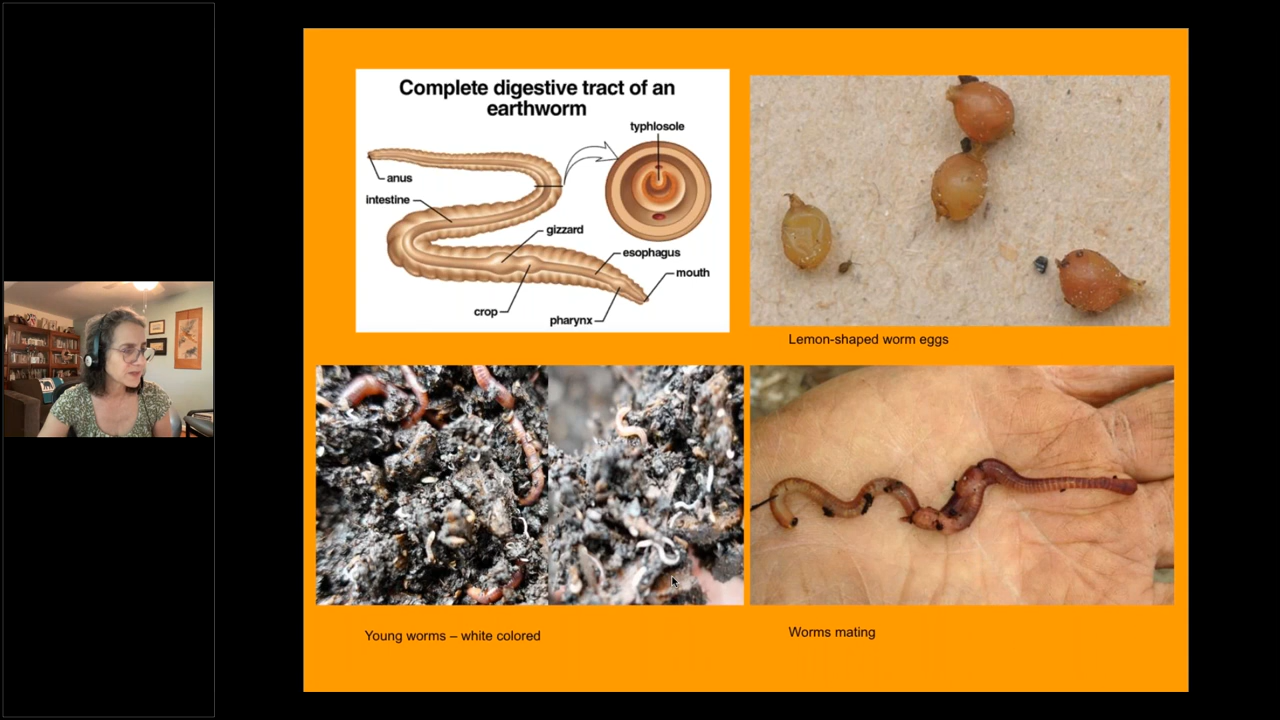 Complete digestive tract of an
earthworm
typhlosole
anus
intestine
gizzard
esophagus
mouth
crop
pharynx
Lemon-shaped worm eggs
Young worms – white colored
Worms mating